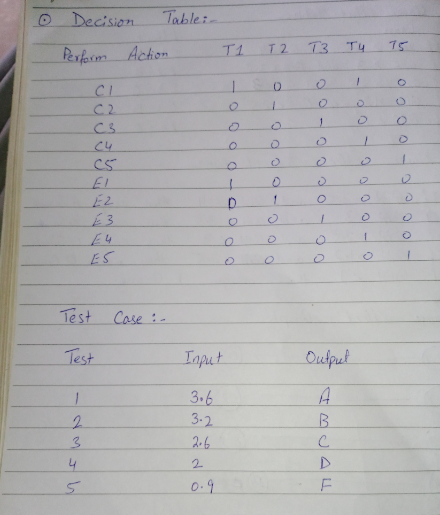 ⊙ Decision Table:-
Perform Action T1 T2 T3 T4 T5
C1 1 0 0 1 0
C2 0 1 0 0 0
C3 0 0 1 0 0
C4 0 0 0 1 0
C5 0 0 0 0 1
E1 1 0 0 0 0
E2 0 1 0 0 0
E3 0 0 1 0 0
E4 0 0 0 1 0
E5 0 0 0 0 1
Test Case :-
Test Input Output
1 3.6 A
2 3.2 B
3 2.6 C
4 2 D
5 0.9 F